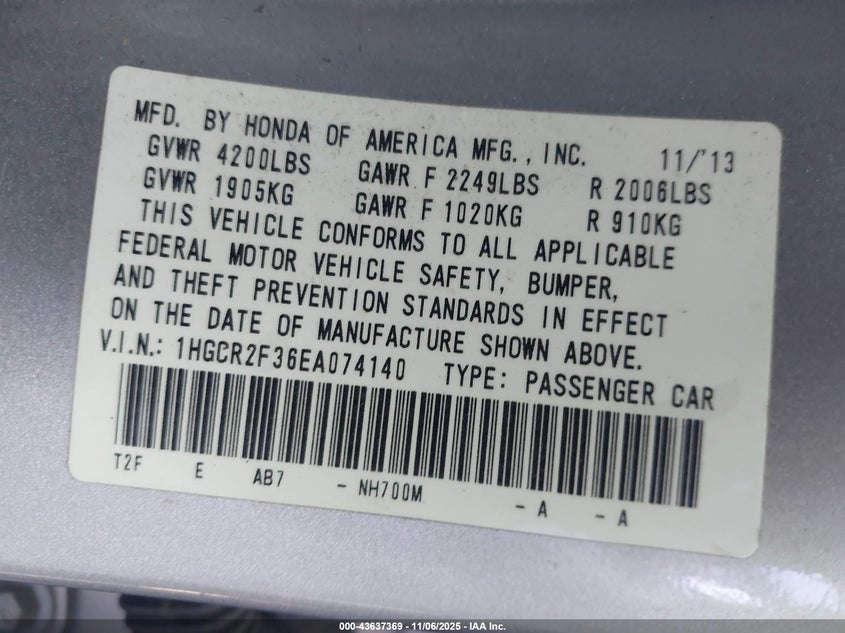 MFD. BY HONDA OF AMERICA MFG., INC. 11/'13
GVWR 4200LBS GAWR F 2249LBS R 2006LBS
GVWR 1905KG GAWR F 1020KG R 910KG
THIS VEHICLE CONFORMS TO ALL APPLICABLE
FEDERAL MOTOR VEHICLE SAFETY, BUMPER,
AND THEFT PREVENTION STANDARDS IN EFFECT
ON THE DATE OF MANUFACTURE SHOWN ABOVE.
V.I.N.: 1HGCR2F36EA074140 TYPE: PASSENGER CAR
T2F E AB7 - NH700M - A - A
000-43637369 | 11/06/2025 - IAA Inc.